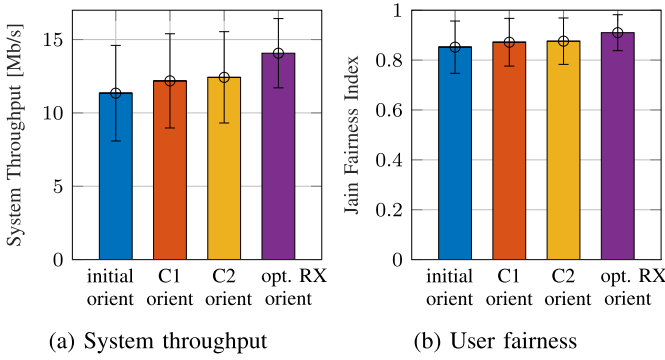 System Throughput [Mb/s]
15
10
5
0
initial orient
C1 orient
C2 orient
opt. RX orient
(a) System throughput
Jain Fairness Index
1
0.8
0.6
0.4
0.2
0
initial orient
C1 orient
C2 orient
opt. RX orient
(b) User fairness